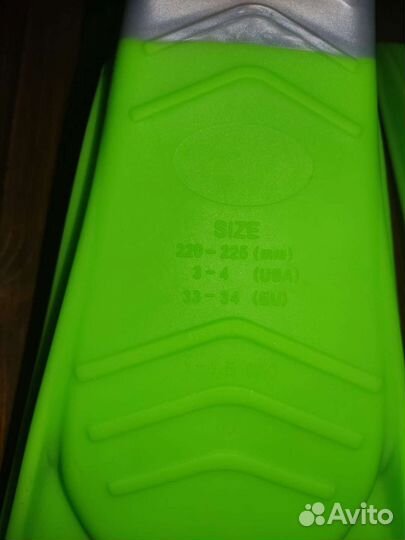 SIZE
220-225 (mm)
3-4 (USA)
33-34 (EU)
Avito